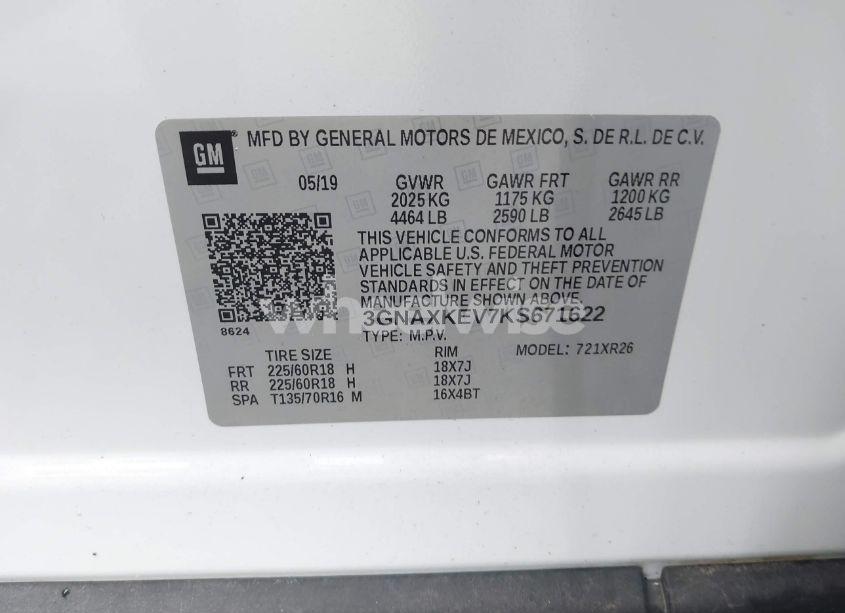 GM
MFD BY GENERAL MOTORS DE MEXICO, S. DE R.L. DE C.V.
05/19 GVWR GAWR FRT GAWR RR
2025 KG 1175 KG 1200 KG
4464 LB 2590 LB 2645 LB
THIS VEHICLE CONFORMS TO ALL
APPLICABLE U.S. FEDERAL MOTOR
VEHICLE SAFETY AND THEFT PREVENTION
STANDARDS IN EFFECT ON THE DATE OF
MANUFACTURE SHOWN ABOVE.
8624 3GNAXKEV7KS671622
TYPE: M.P.V. MODEL: 721XR26
TIRE SIZE RIM
FRT 225/60R18 H 18X7J
RR 225/60R18 H 18X7J
SPA T135/70R16 M 16X4BT